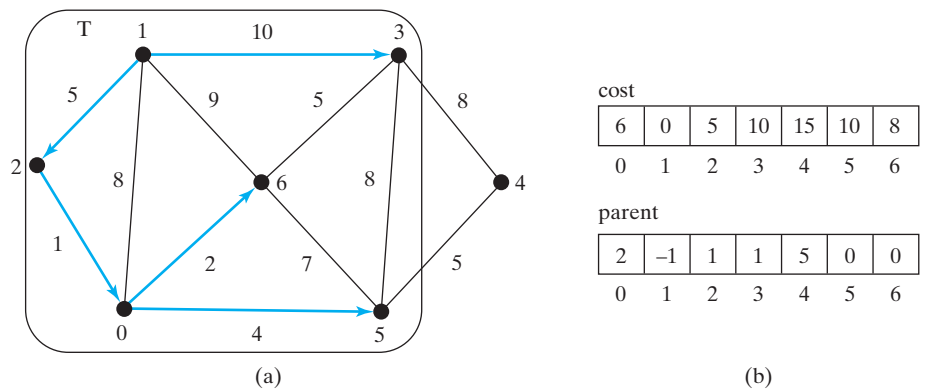 T 1 10 3
5 9 5 8
2 8 6 8 4
1 2 7 5
0 4 5
(a)
cost
6 0 5 10 15 10 8
0 1 2 3 4 5 6
parent
2 –1 1 1 5 0 0
0 1 2 3 4 5 6
(b)